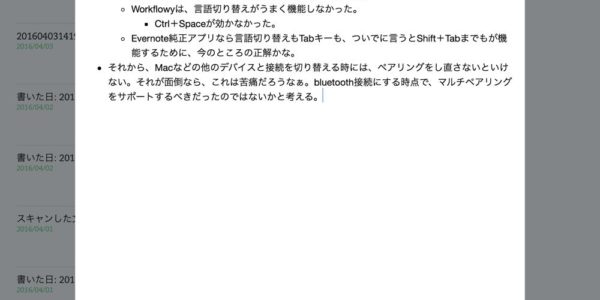 Workflowyは、言語切り替えがうまく機能しなかった。
Ctrl＋Spaceが効かなかった。
Evernote純正アプリなら言語切り替えもTabキーも、ついでに言うとShift＋Tabまでもが機
能するために、今のところの正解かな。
それから、Macなどの他のデバイスと接続を切り替える時には、ペアリングをし直さないといけ
ない。それが面倒なら、これは苦痛だろうなぁ。bluetooth接続にする時点で、マルチペアリング
をサポートするべきだったのではないかと考える。
20160403141
2016/04/03
書いた日: 201
2016/04/02
書いた日: 201
2016/04/02
スキャンした
2016/04/01
書いた日: 201
2016/04/01